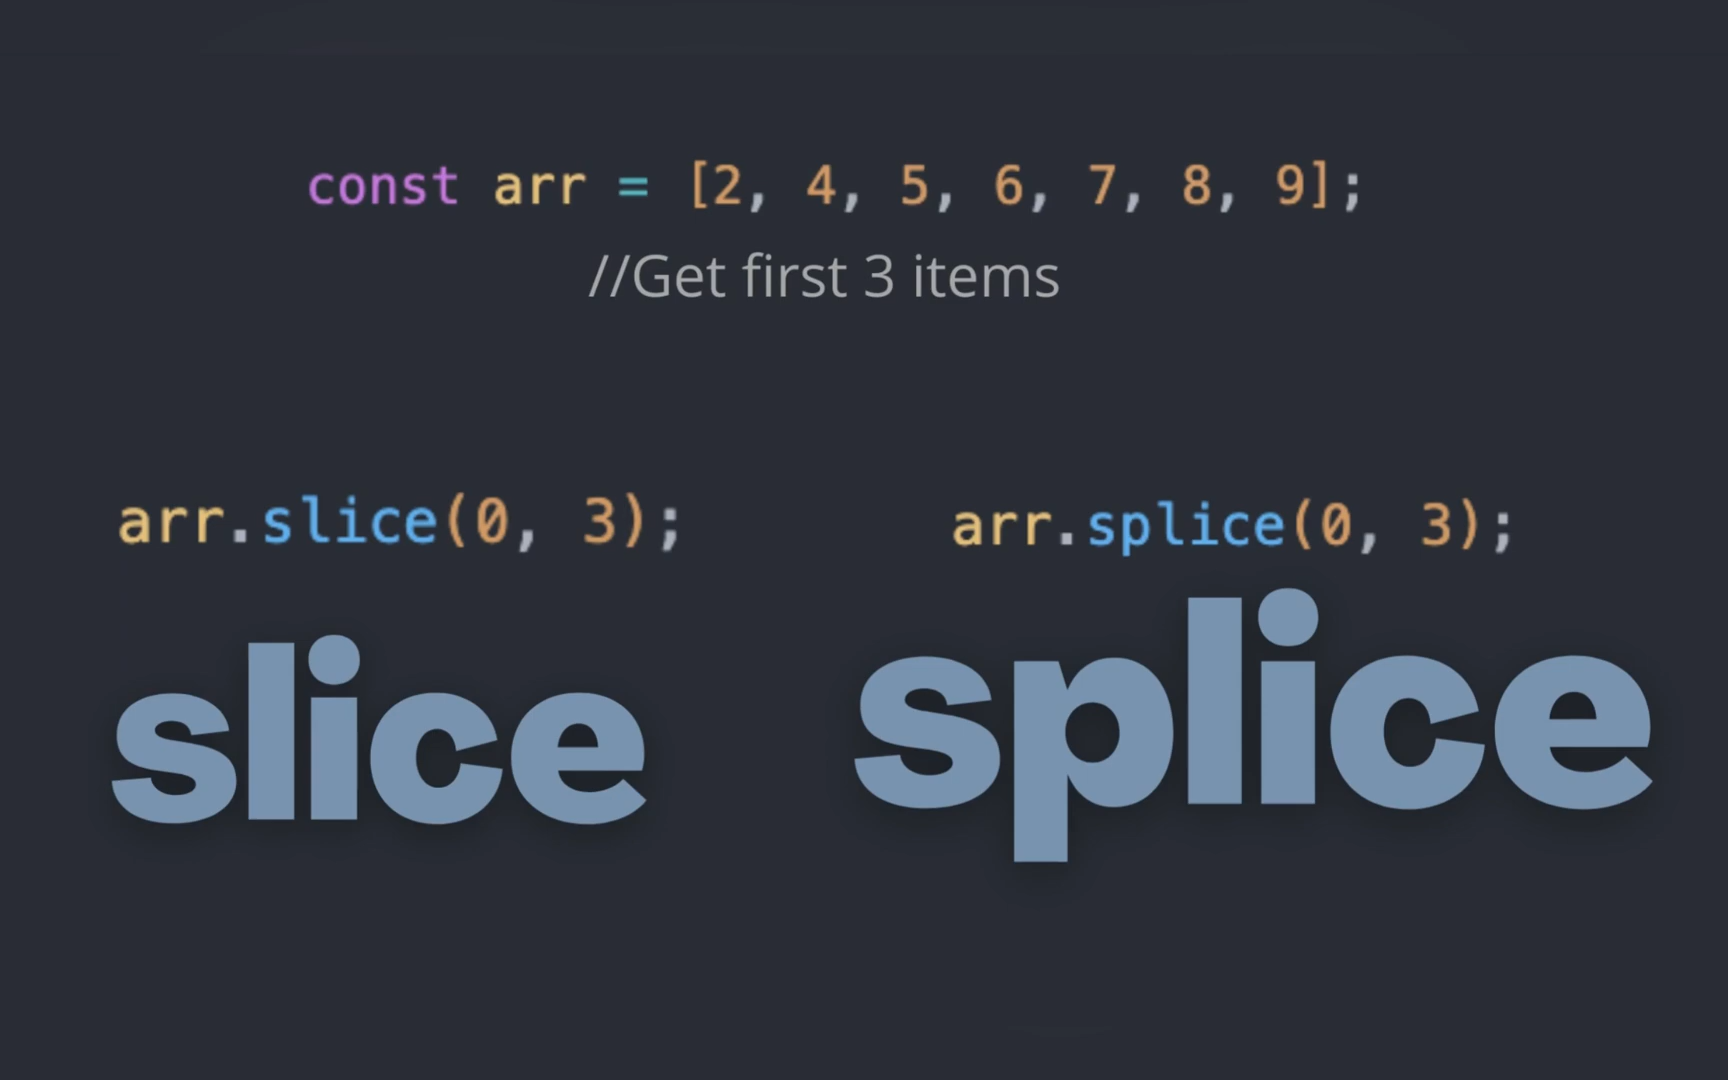 const arr = [2, 4, 5, 6, 7, 8, 9];
//Get first 3 items
arr.slice(0, 3);
arr.splice(0, 3);
slice
splice